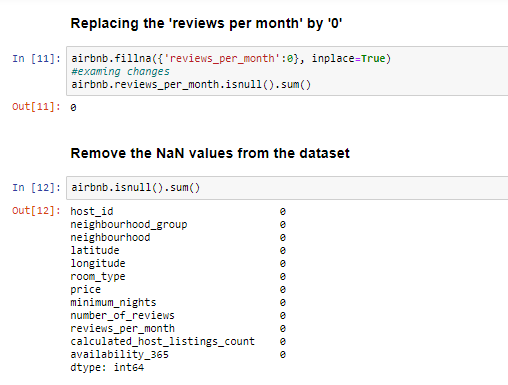 Replacing the 'reviews per month' by '0'
In [11]: airbnb.fillna({'reviews_per_month':0}, inplace=True)
#examing changes
airbnb.reviews_per_month.isnull().sum()
Out[11]: 0
Remove the NaN values from the dataset
In [12]: airbnb.isnull().sum()
Out[12]: host_id 0
neighbourhood_group 0
neighbourhood 0
latitude 0
longitude 0
room_type 0
price 0
minimum_nights 0
number_of_reviews 0
reviews_per_month 0
calculated_host_listings_count 0
availability_365 0
dtype: int64